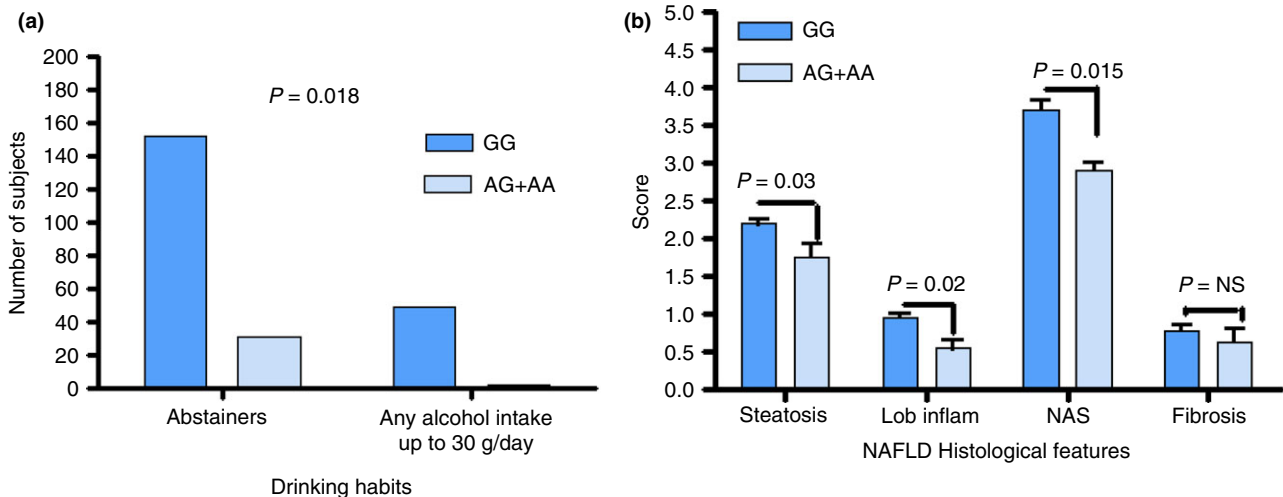 (a)
200
180
160
140
120
100
80
60
40
20
0
Number of subjects
P = 0.018
GG
AG+AA
Abstainers
Any alcohol intake
up to 30 g/day
Drinking habits
(b)
5.0
4.5
4.0
3.5
3.0
2.5
2.0
1.5
1.0
0.5
0.0
Score
GG
AG+AA
P = 0.03
P = 0.02
P = 0.015
P = NS
Steatosis
Lob inflam
NAS
Fibrosis
NAFLD Histological features